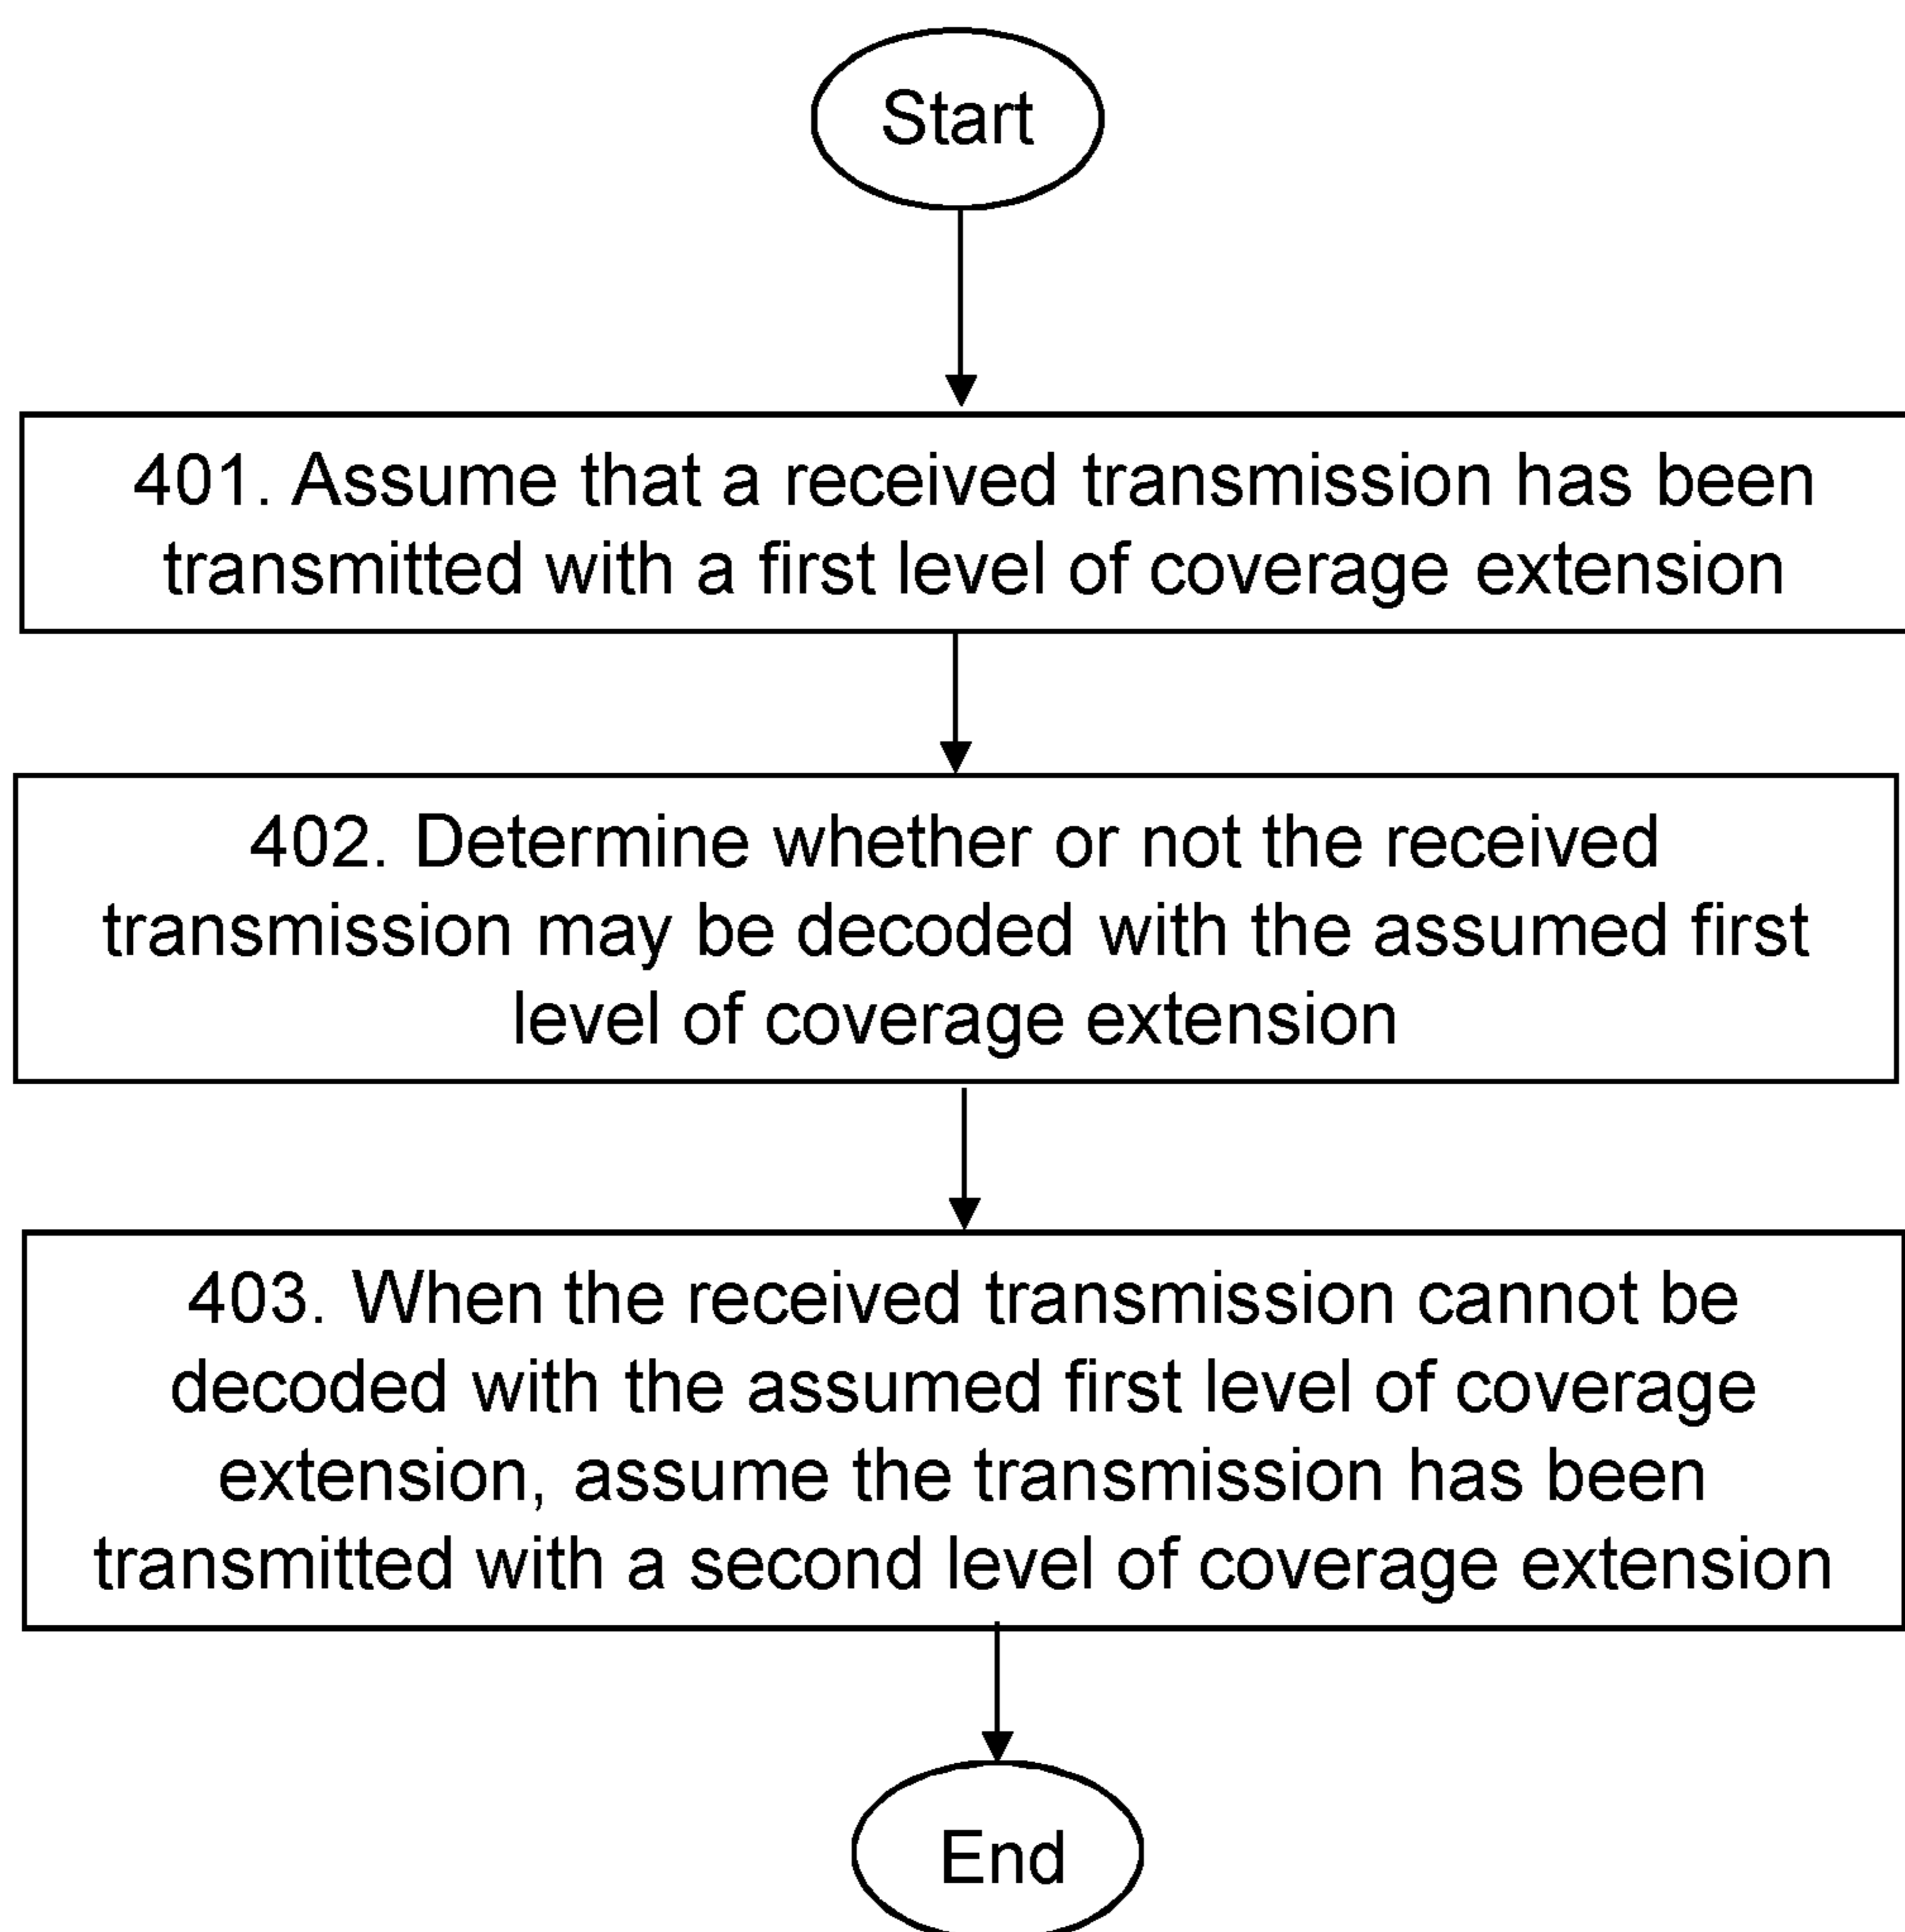 Start
401. Assume that a received transmission has been
transmitted with a first level of coverage extension
402. Determine whether or not the received
transmission may be decoded with the assumed first
level of coverage extension
403. When the received transmission cannot be
decoded with the assumed first level of coverage
extension, assume the transmission has been
transmitted with a second level of coverage extension
End